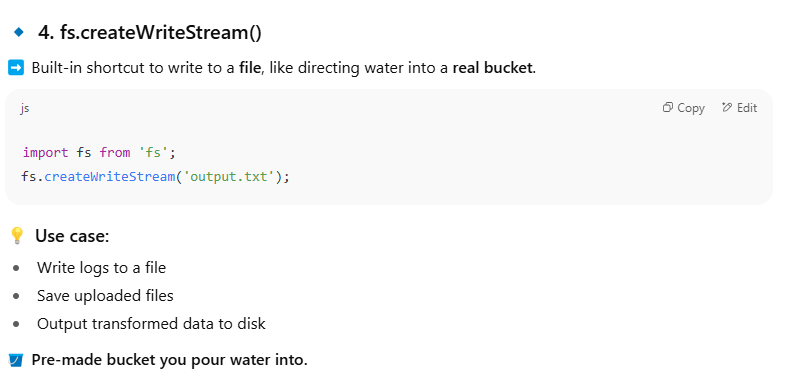 4. fs.createWriteStream()
Built-in shortcut to write to a file, like directing water into a real bucket.
js
Copy
Edit
import fs from 'fs';
fs.createWriteStream('output.txt');
Use case:
Write logs to a file
Save uploaded files
Output transformed data to disk
Pre-made bucket you pour water into.